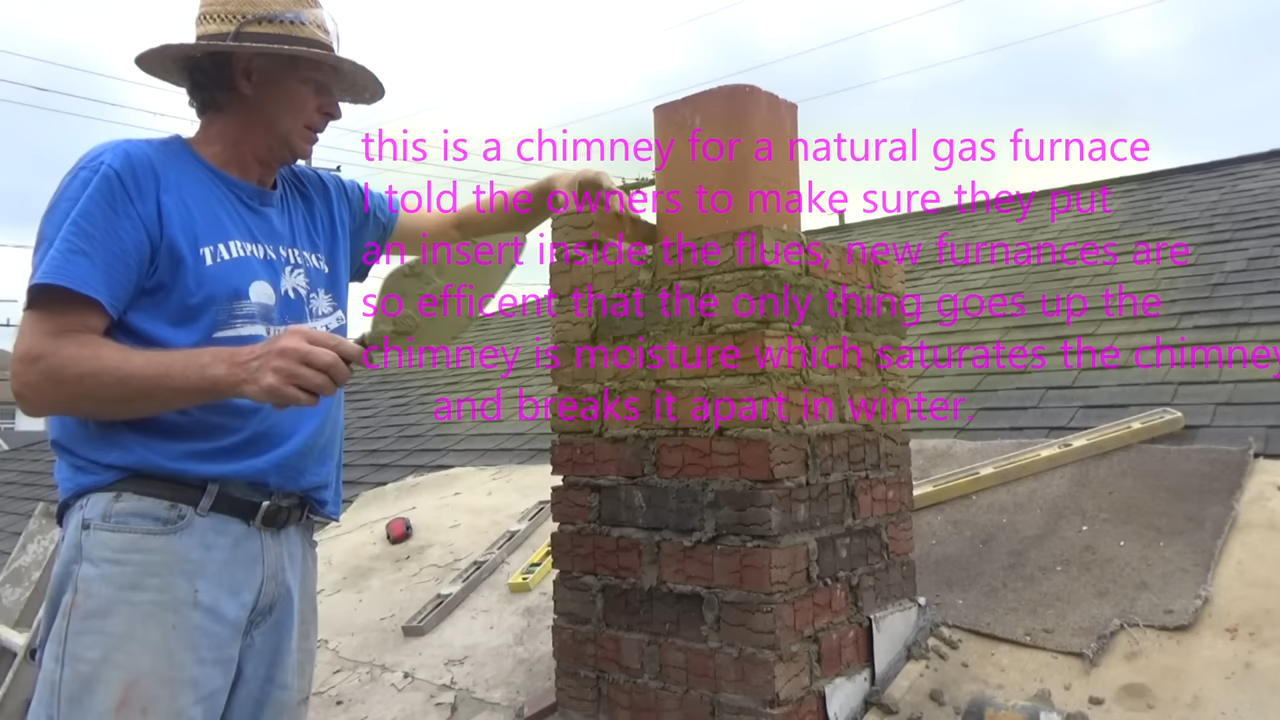 this is a chimney for a natural gas furnace
I told the owners to make sure they put
an insert inside the flues, new furnances are
so efficent that the only thing goes up the
chimney is moisture which saturates the chimney
and breaks it apart in winter.
TARPON SPRINGS